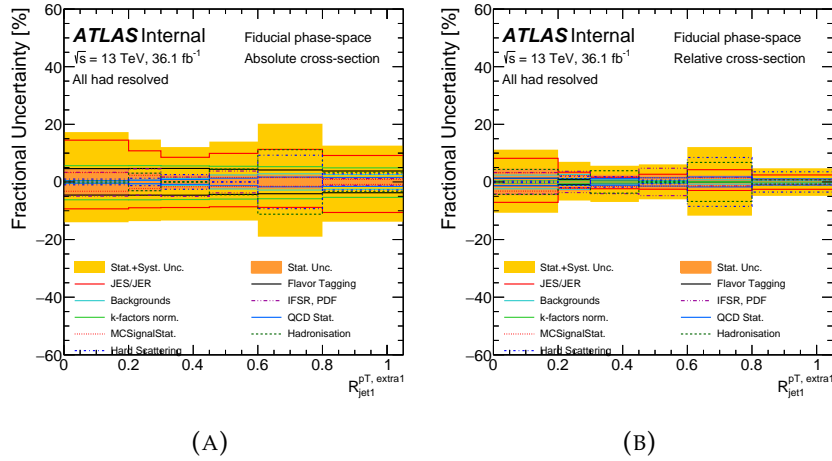 Fractional Uncertainty [%]
60
40
20
0
−20
−40
−60
ATLAS Internal
Fiducial phase-space
√s = 13 TeV, 36.1 fb⁻¹
Absolute cross-section
All had resolved
Stat.+Syst. Unc.
Stat. Unc.
JES/JER
Flavor Tagging
Backgrounds
IFSR, PDF
k-factors norm.
QCD Stat.
MCSignalStat.
Hadronisation
Hard Scattering
0 0.2 0.4 0.6 0.8 1
R^{pT, extra1}_{jet1}
(A)
Fractional Uncertainty [%]
60
40
20
0
−20
−40
−60
ATLAS Internal
Fiducial phase-space
√s = 13 TeV, 36.1 fb⁻¹
Relative cross-section
All had resolved
Stat.+Syst. Unc.
Stat. Unc.
JES/JER
Flavor Tagging
Backgrounds
IFSR, PDF
k-factors norm.
QCD Stat.
MCSignalStat.
Hadronisation
Hard Scattering
0 0.2 0.4 0.6 0.8 1
R^{pT, extra1}_{jet1}
(B)